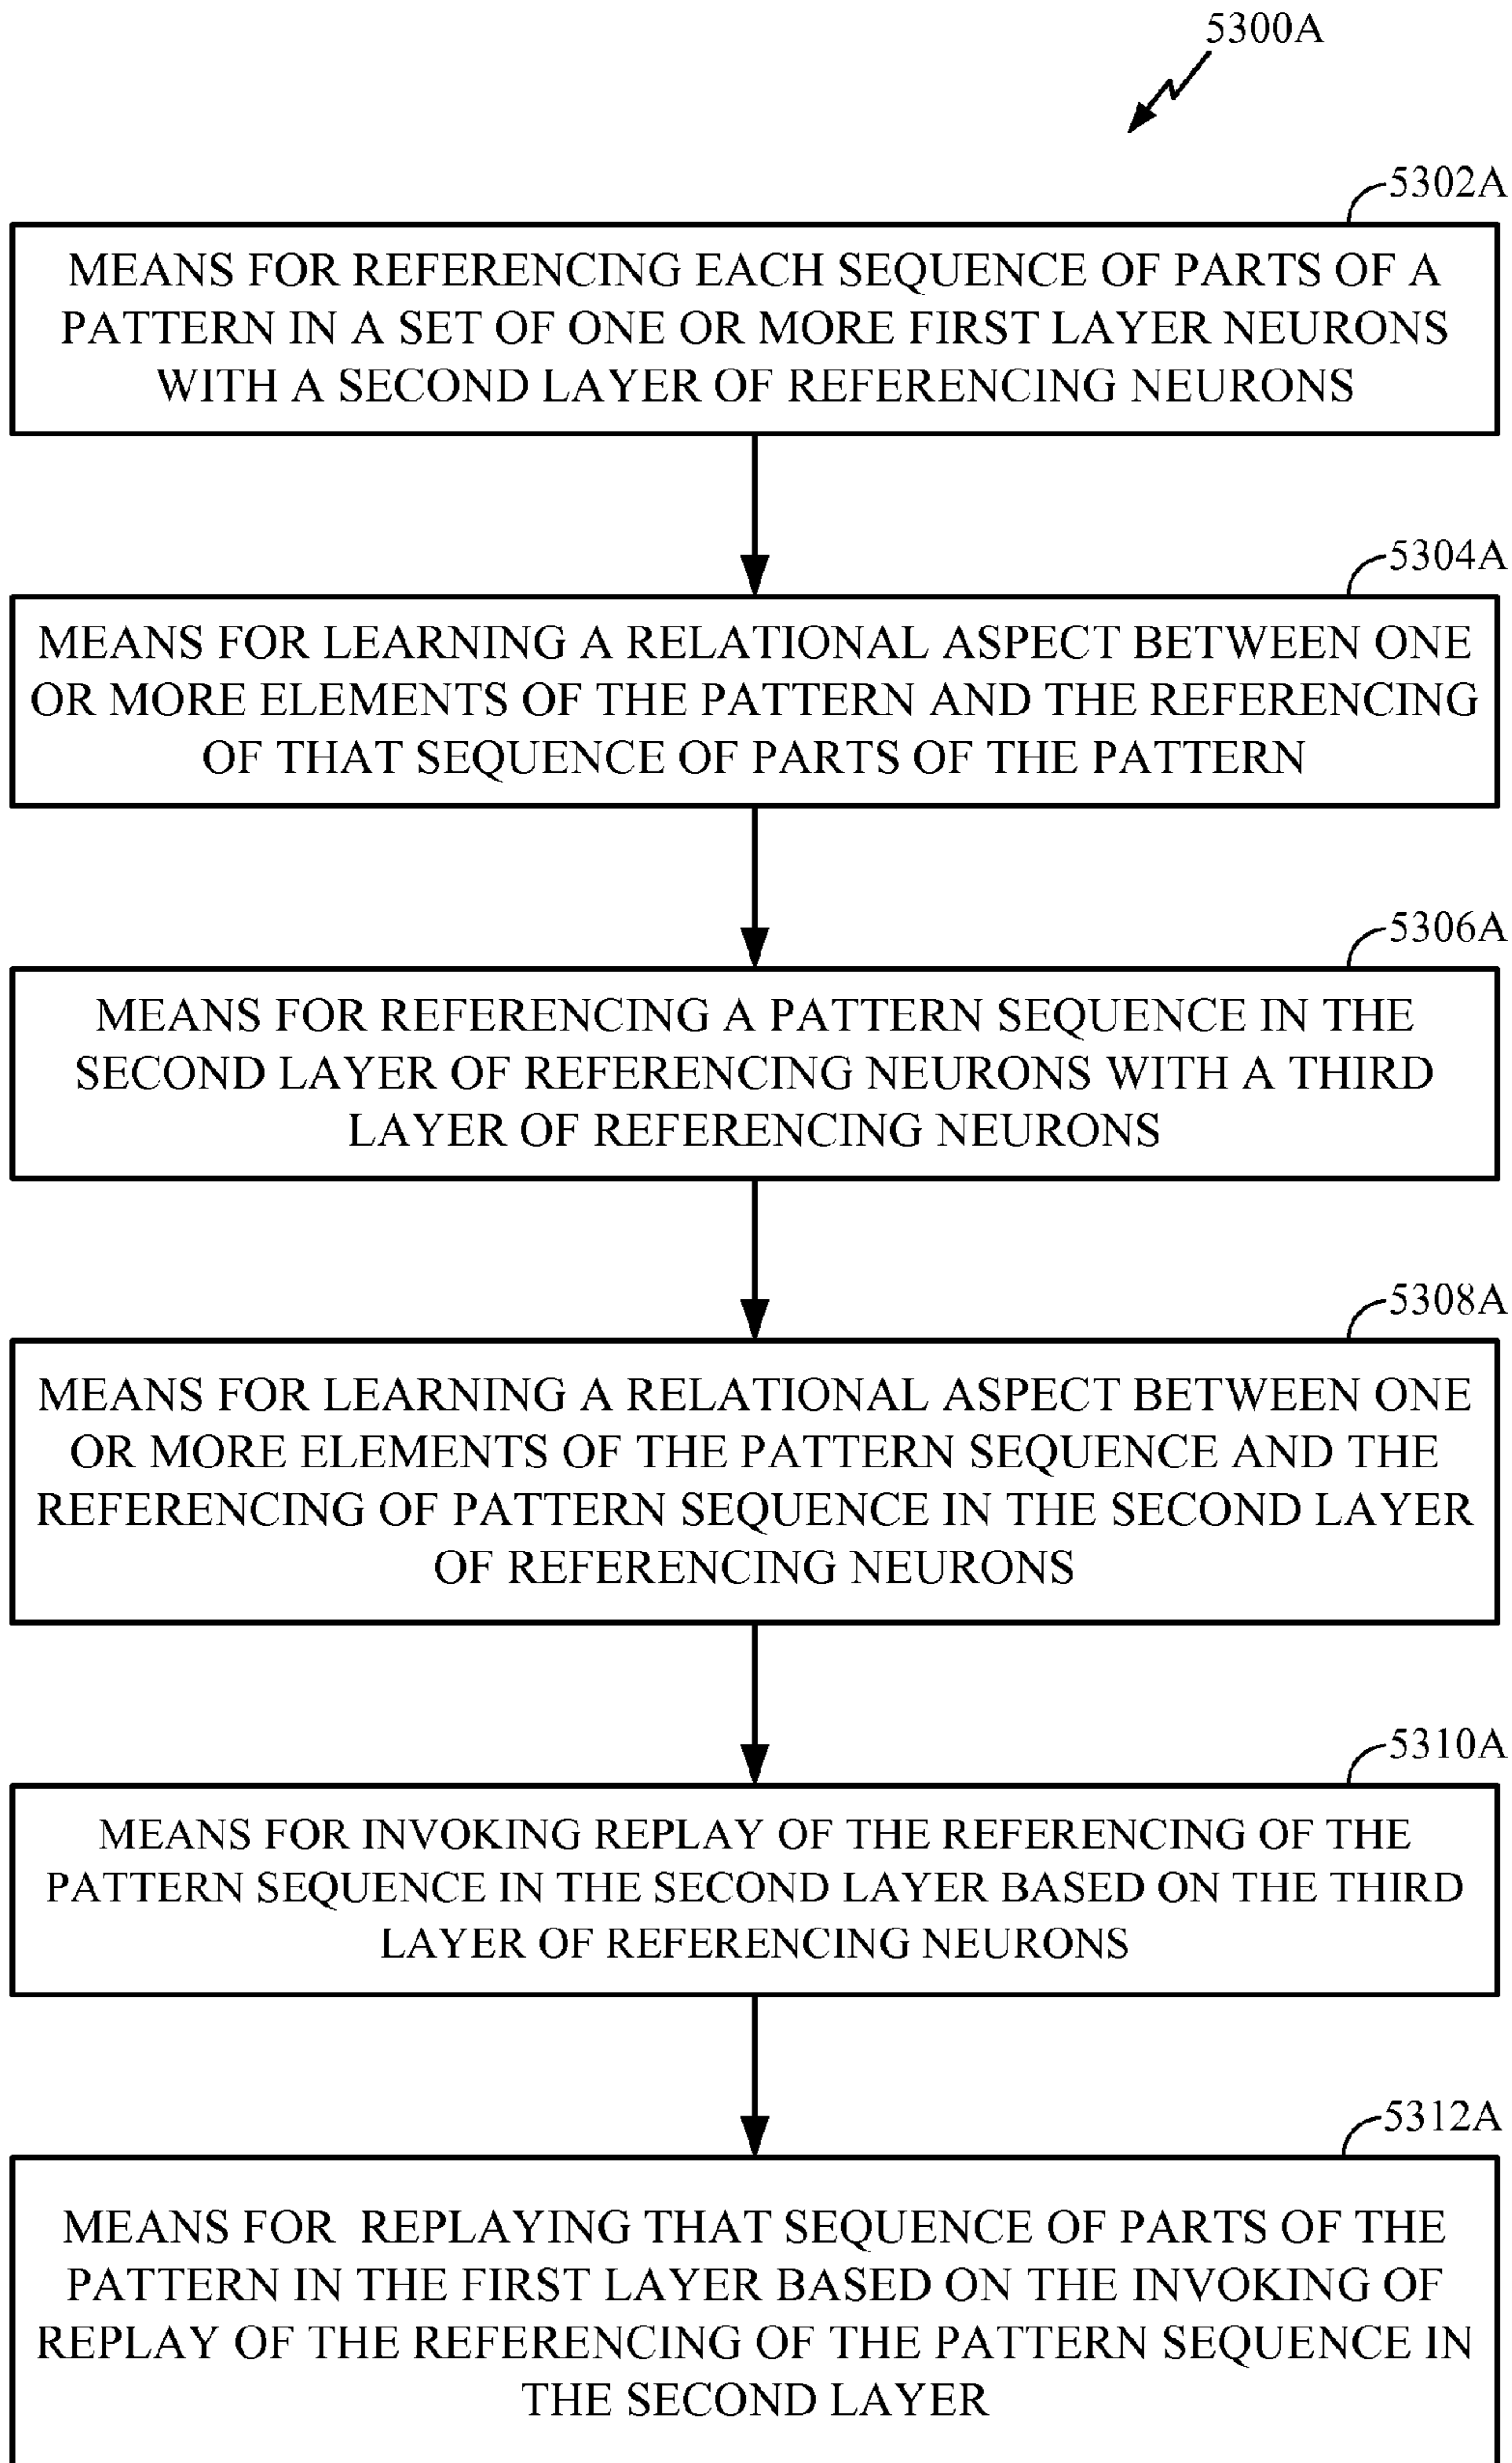 5300A
5302A
MEANS FOR REFERENCING EACH SEQUENCE OF PARTS OF A
PATTERN IN A SET OF ONE OR MORE FIRST LAYER NEURONS
WITH A SECOND LAYER OF REFERENCING NEURONS
5304A
MEANS FOR LEARNING A RELATIONAL ASPECT BETWEEN ONE
OR MORE ELEMENTS OF THE PATTERN AND THE REFERENCING
OF THAT SEQUENCE OF PARTS OF THE PATTERN
5306A
MEANS FOR REFERENCING A PATTERN SEQUENCE IN THE
SECOND LAYER OF REFERENCING NEURONS WITH A THIRD
LAYER OF REFERENCING NEURONS
5308A
MEANS FOR LEARNING A RELATIONAL ASPECT BETWEEN ONE
OR MORE ELEMENTS OF THE PATTERN SEQUENCE AND THE
REFERENCING OF PATTERN SEQUENCE IN THE SECOND LAYER
OF REFERENCING NEURONS
5310A
MEANS FOR INVOKING REPLAY OF THE REFERENCING OF THE
PATTERN SEQUENCE IN THE SECOND LAYER BASED ON THE THIRD
LAYER OF REFERENCING NEURONS
5312A
MEANS FOR REPLAYING THAT SEQUENCE OF PARTS OF THE
PATTERN IN THE FIRST LAYER BASED ON THE INVOKING OF
REPLAY OF THE REFERENCING OF THE PATTERN SEQUENCE IN
THE SECOND LAYER